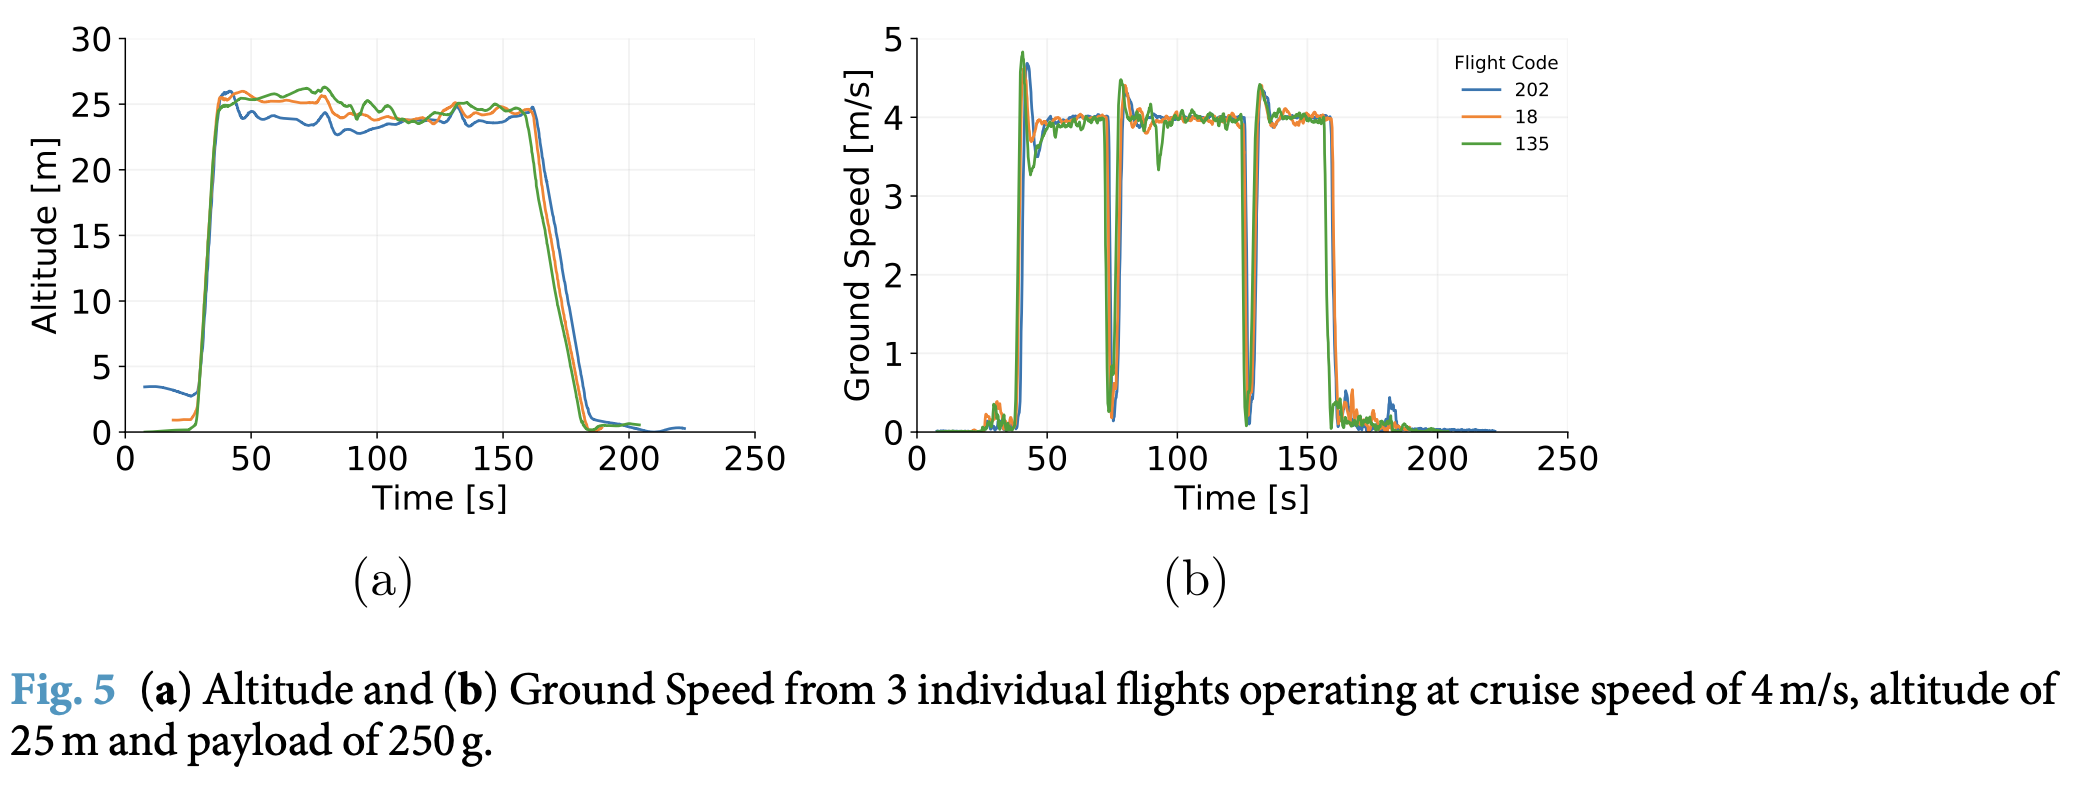 30
25
20
15
10
5
0
Altitude [m]
0 50 100 150 200 250
Time [s]
(a)
5
4
3
2
1
0
Ground Speed [m/s]
0 50 100 150 200 250
Time [s]
Flight Code
202
18
135
(b)
Fig. 5 (a) Altitude and (b) Ground Speed from 3 individual flights operating at cruise speed of 4 m/s, altitude of
25 m and payload of 250 g.